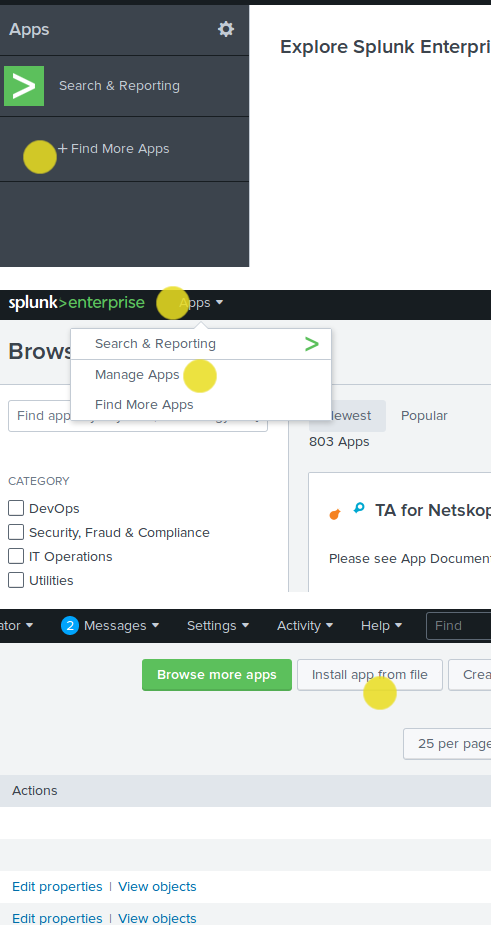 Apps
Explore Splunk Enterpri
Search & Reporting
+ Find More Apps
splunk>enterprise Apps
Search & Reporting >
Brows
Manage Apps
Find More Apps
Find app
Newest Popular
803 Apps
CATEGORY
DevOps
Security, Fraud & Compliance
IT Operations
Utilities
TA for Netskop
Please see App Document
ator 2 Messages Settings Activity Help Find
Browse more apps Install app from file Crea
25 per page
Actions
Edit properties | View objects
Edit properties | View objects